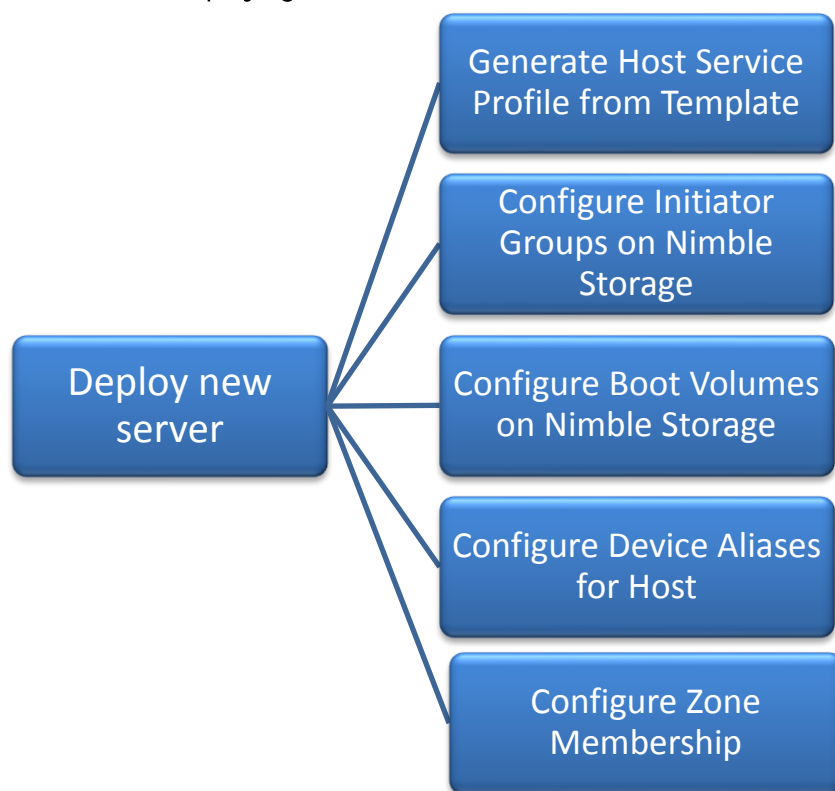 Generate Host Service
Profile from Template
Configure Initiator
Groups on Nimble
Storage
Deploy new
server
Configure Boot Volumes
on Nimble Storage
Configure Device Aliases
for Host
Configure Zone
Membership